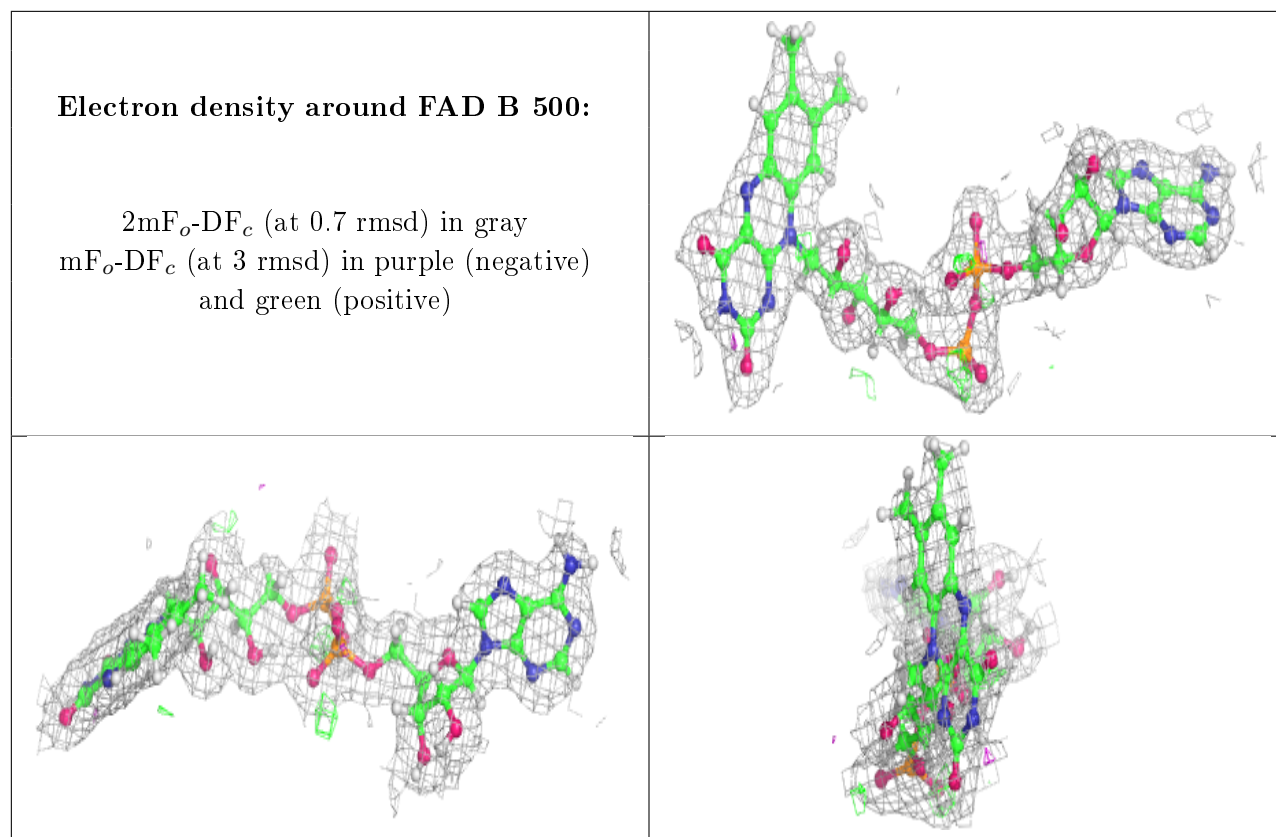 Electron density around FAD B 500:
2mFₒ-DF𝒸 (at 0.7 rmsd) in gray
mFₒ-DF𝒸 (at 3 rmsd) in purple (negative)
and green (positive)